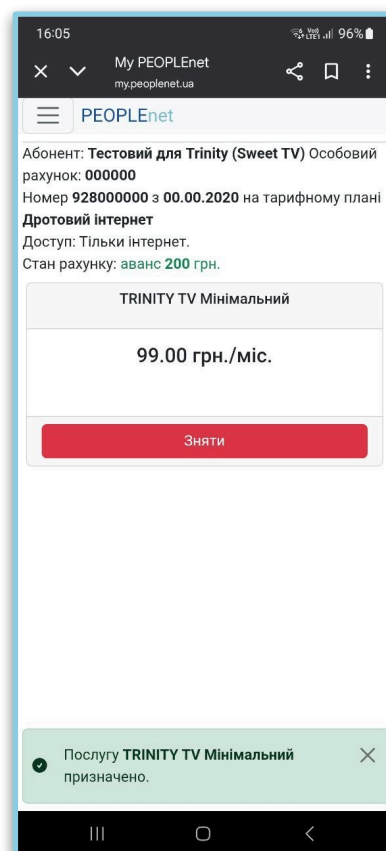 16:05 Vo)) LTE1 96%
My PEOPLEnet
my.peoplenet.ua
PEOPLEnet
Абонент: Тестовий для Trinity (Sweet TV) Особовий
рахунок: 000000
Номер 928000000 з 00.00.2020 на тарифному плані
Дротовий інтернет
Доступ: Тільки інтернет.
Стан рахунку: аванс 200 грн.
TRINITY TV Мінімальний
99.00 грн./міс.
Зняти
Послугу TRINITY TV Мінімальний
призначено.